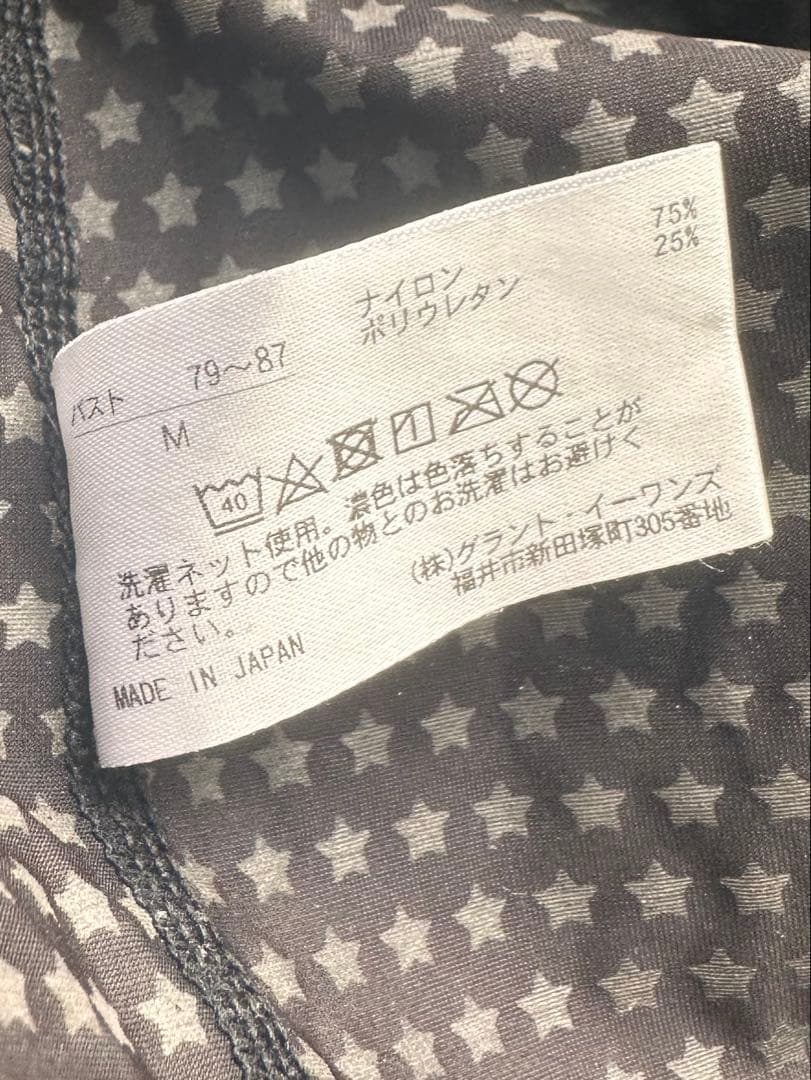 ナイロン 75%
ポリウレタン 25%
バスト 79～87
M
40
1
洗濯ネット使用。濃色は色落ちすることが
ありますので他の物とのお洗濯はお避けく
ださい。
(株)グラント・イーワンズ
福井市新田塚町305番地
MADE IN JAPAN